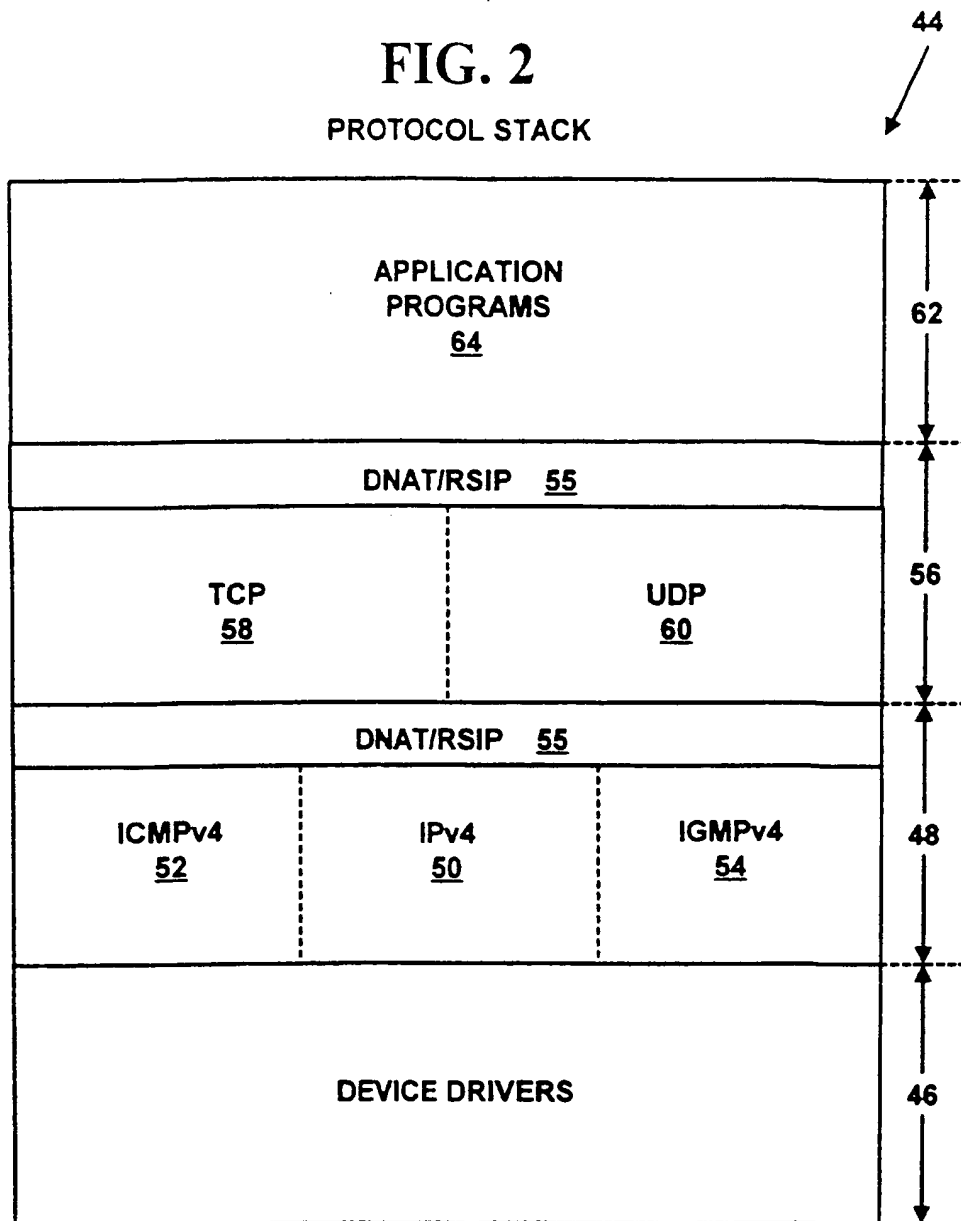 44
FIG. 2
PROTOCOL STACK
APPLICATION
PROGRAMS
64
62
DNAT/RSIP 55
56
TCP
58
UDP
60
DNAT/RSIP 55
ICMPv4
52
IPv4
50
IGMPv4
54
48
DEVICE DRIVERS
46